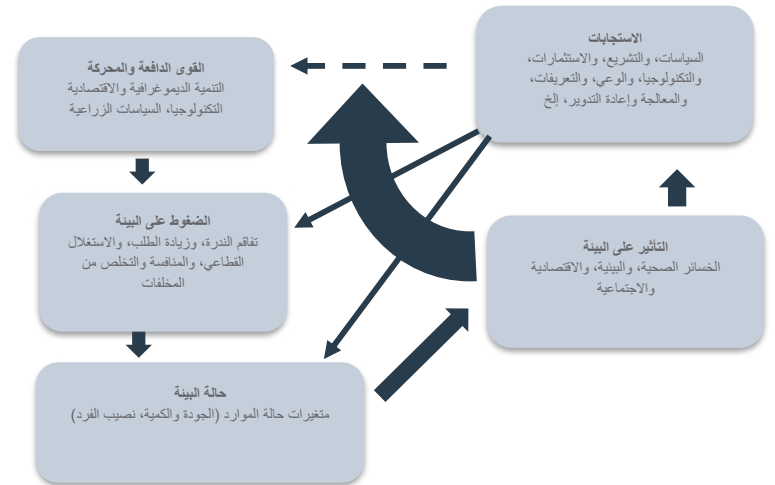 الاستجابات
السياسات، والتشريع، والاستثمارات،
والتكنولوجيا، والوعي، والتعريفات،
والمعالجة وإعادة التدوير، إلخ
القوى الدافعة والمحركة
التنمية الديموغرافية والاقتصادية
التكنولوجيا، السياسات الزراعية
الضغوط على البيئة
تفاقم الندرة، وزيادة الطلب، والاستغلال
القطاعي، والمنافسة والتخلص من
المخلفات
التأثير على البيئة
الخسائر الصحية، والبيئية، والاقتصادية
والاجتماعية
حالة البيئة
متغيرات حالة الموارد (الجودة والكمية، نصيب الفرد)